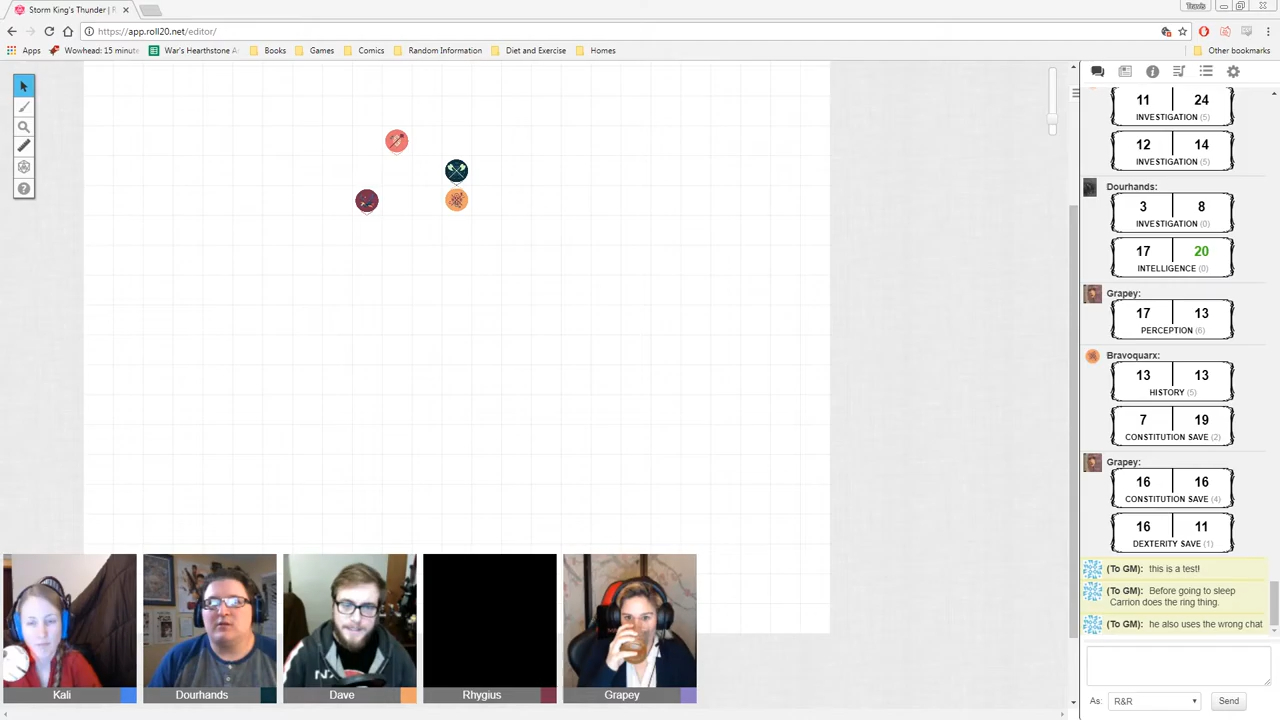 Storm King's Thunder | R
Travis
https://app.roll20.net/editor/
Apps
Wowhead: 15 minute
War's Hearthstone A
Books
Games
Comics
Random Information
Diet and Exercise
Homes
Other bookmarks
11 24
INVESTIGATION (5)
12 14
INVESTIGATION (5)
Dourhands:
3 8
INVESTIGATION (0)
17 20
INTELLIGENCE (0)
Grapey:
17 13
PERCEPTION (6)
Bravoquarx:
13 13
HISTORY (5)
7 19
CONSTITUTION SAVE (2)
Grapey:
16 16
CONSTITUTION SAVE (4)
16 11
DEXTERITY SAVE (1)
(To GM): this is a test!
(To GM): Before going to sleep
Carrion does the ring thing.
(To GM): he also uses the wrong chat
As: R&R
Send
Kali
Dourhands
Dave
Rhygius
Grapey